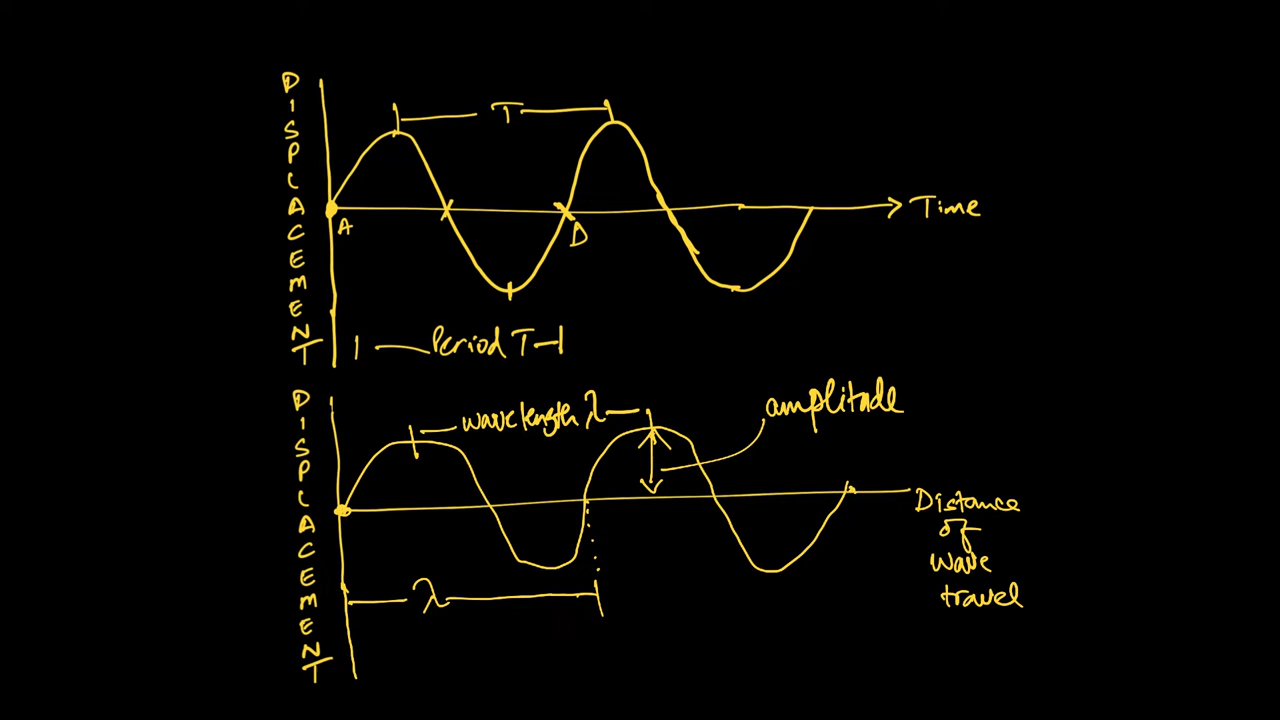 DISPLACEMENT
T
Time
A
D
Period T
DISPLACEMENT
wavelength λ
amplitude
Distance
of
wave
travel
λ